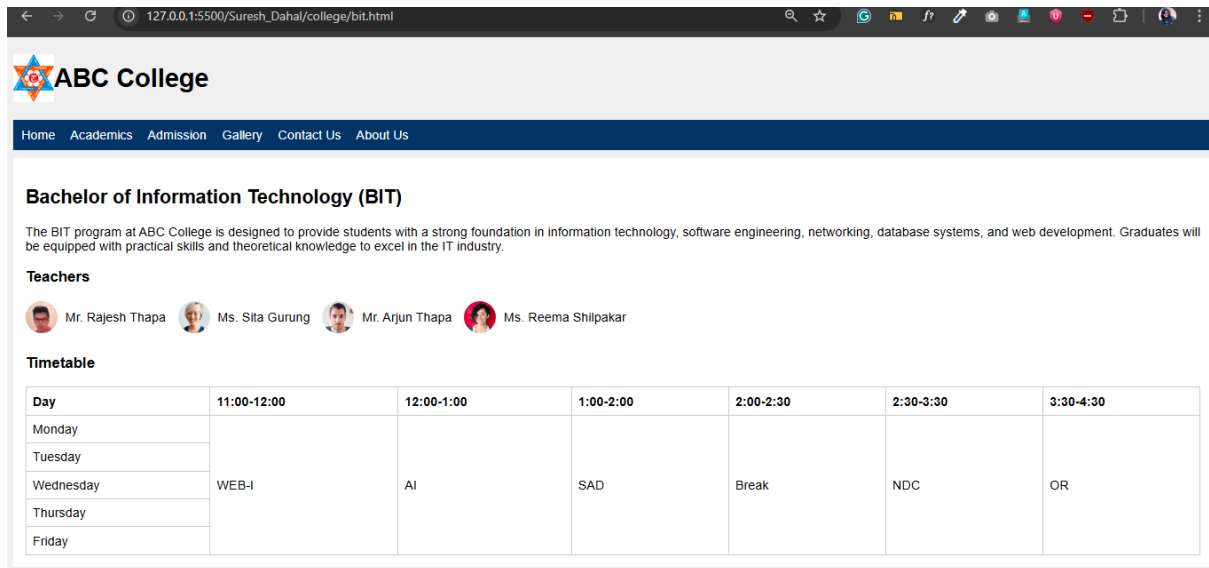 127.0.0.1:5500/Suresh_Dahal/college/bit.html
ABC College
Home Academics Admission Gallery Contact Us About Us
Bachelor of Information Technology (BIT)
The BIT program at ABC College is designed to provide students with a strong foundation in information technology, software engineering, networking, database systems, and web development. Graduates will
be equipped with practical skills and theoretical knowledge to excel in the IT industry.
Teachers
Mr. Rajesh Thapa Ms. Sita Gurung Mr. Arjun Thapa Ms. Reema Shilpakar
Timetable
Day 11:00-12:00 12:00-1:00 1:00-2:00 2:00-2:30 2:30-3:30 3:30-4:30
Monday
Tuesday
Wednesday WEB-I AI SAD Break NDC OR
Thursday
Friday